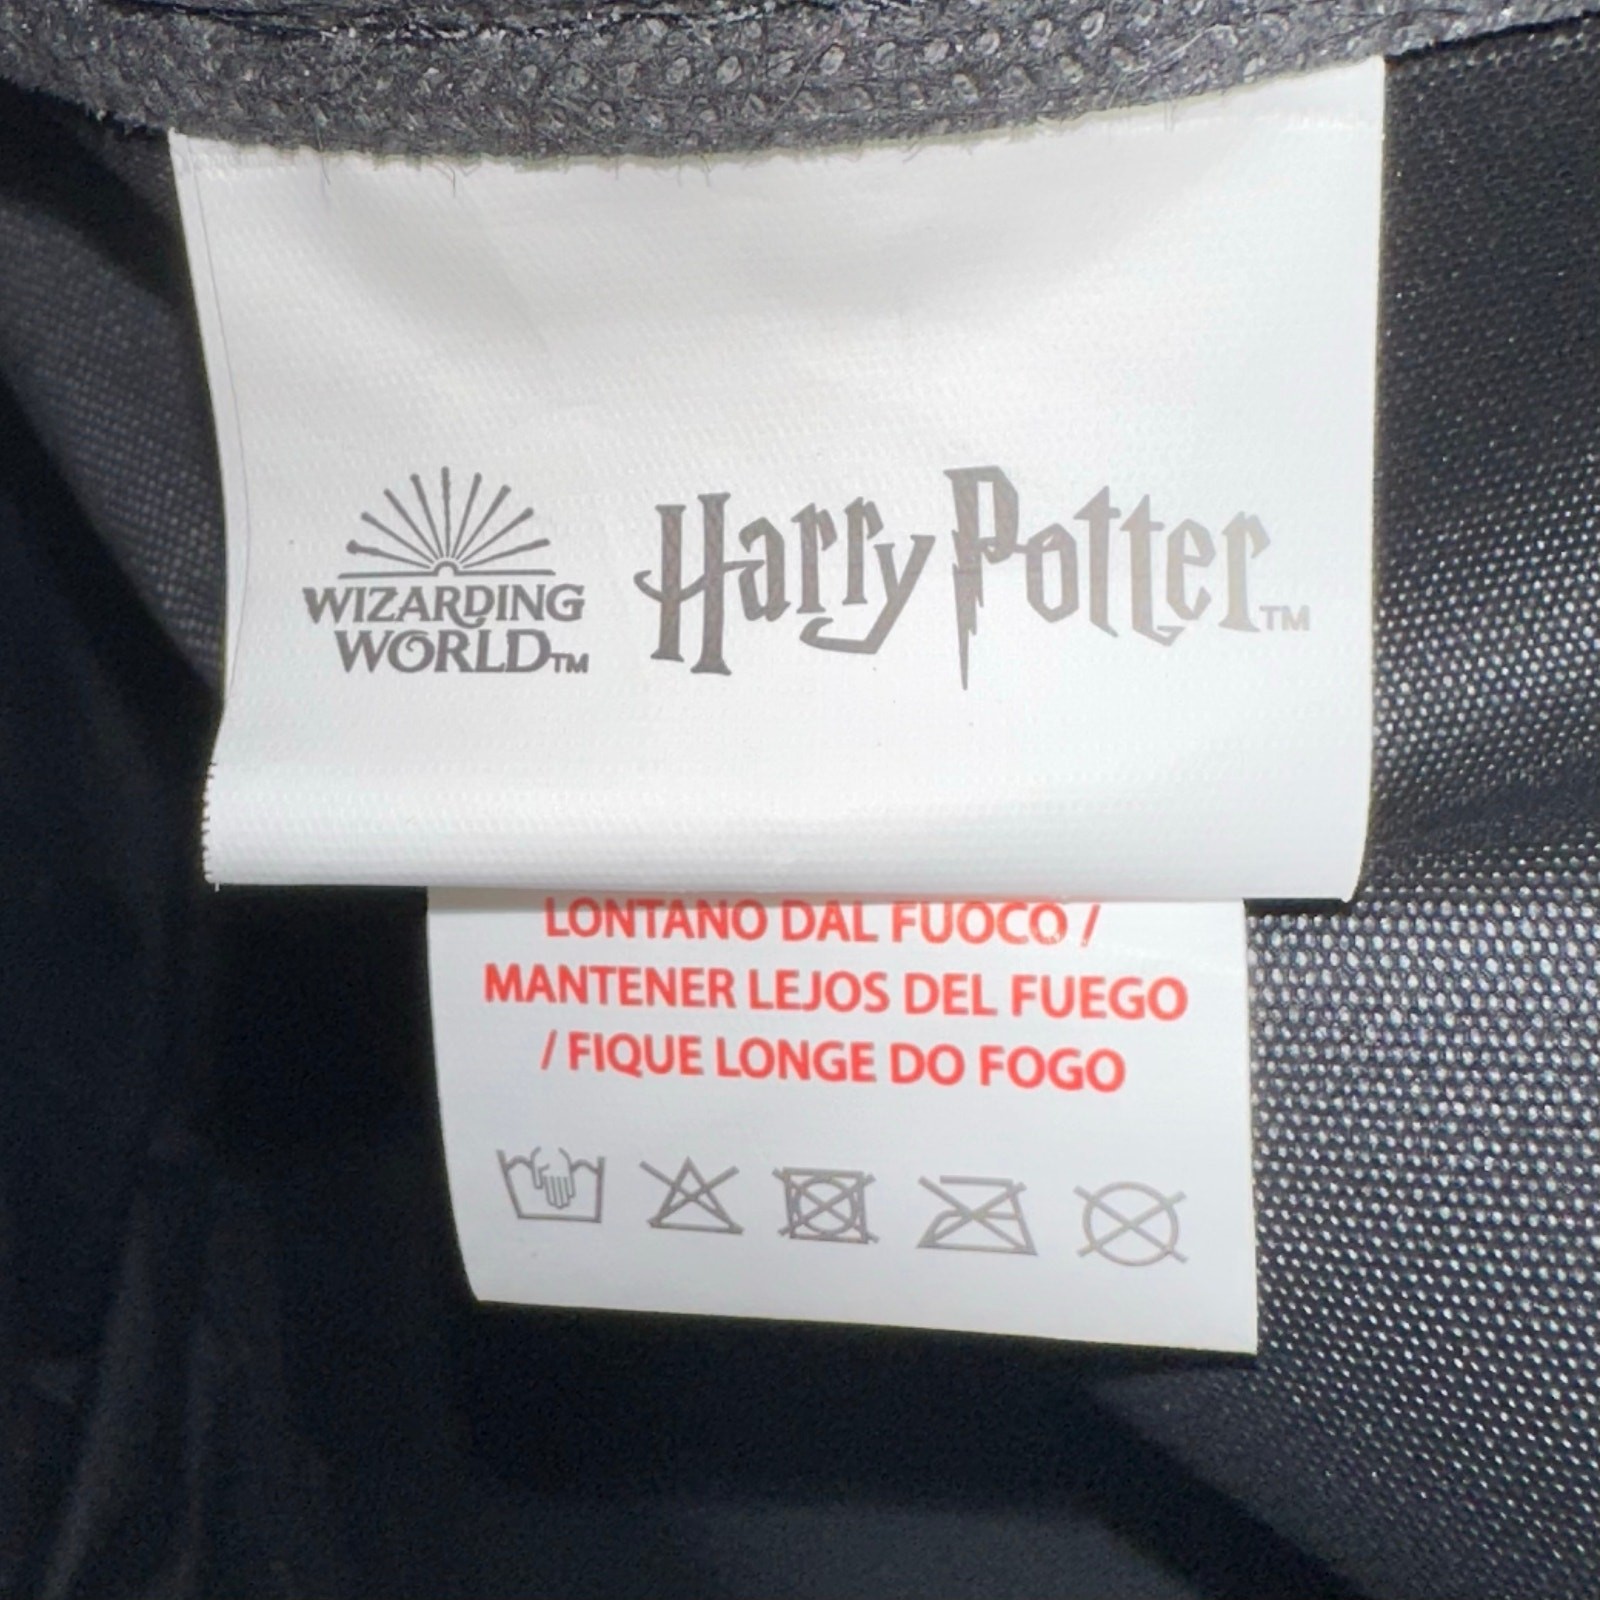 WIZARDING
WORLD™
Harry Potter™
LONTANO DAL FUOCO /
MANTENER LEJOS DEL FUEGO
/ FIQUE LONGE DO FOGO